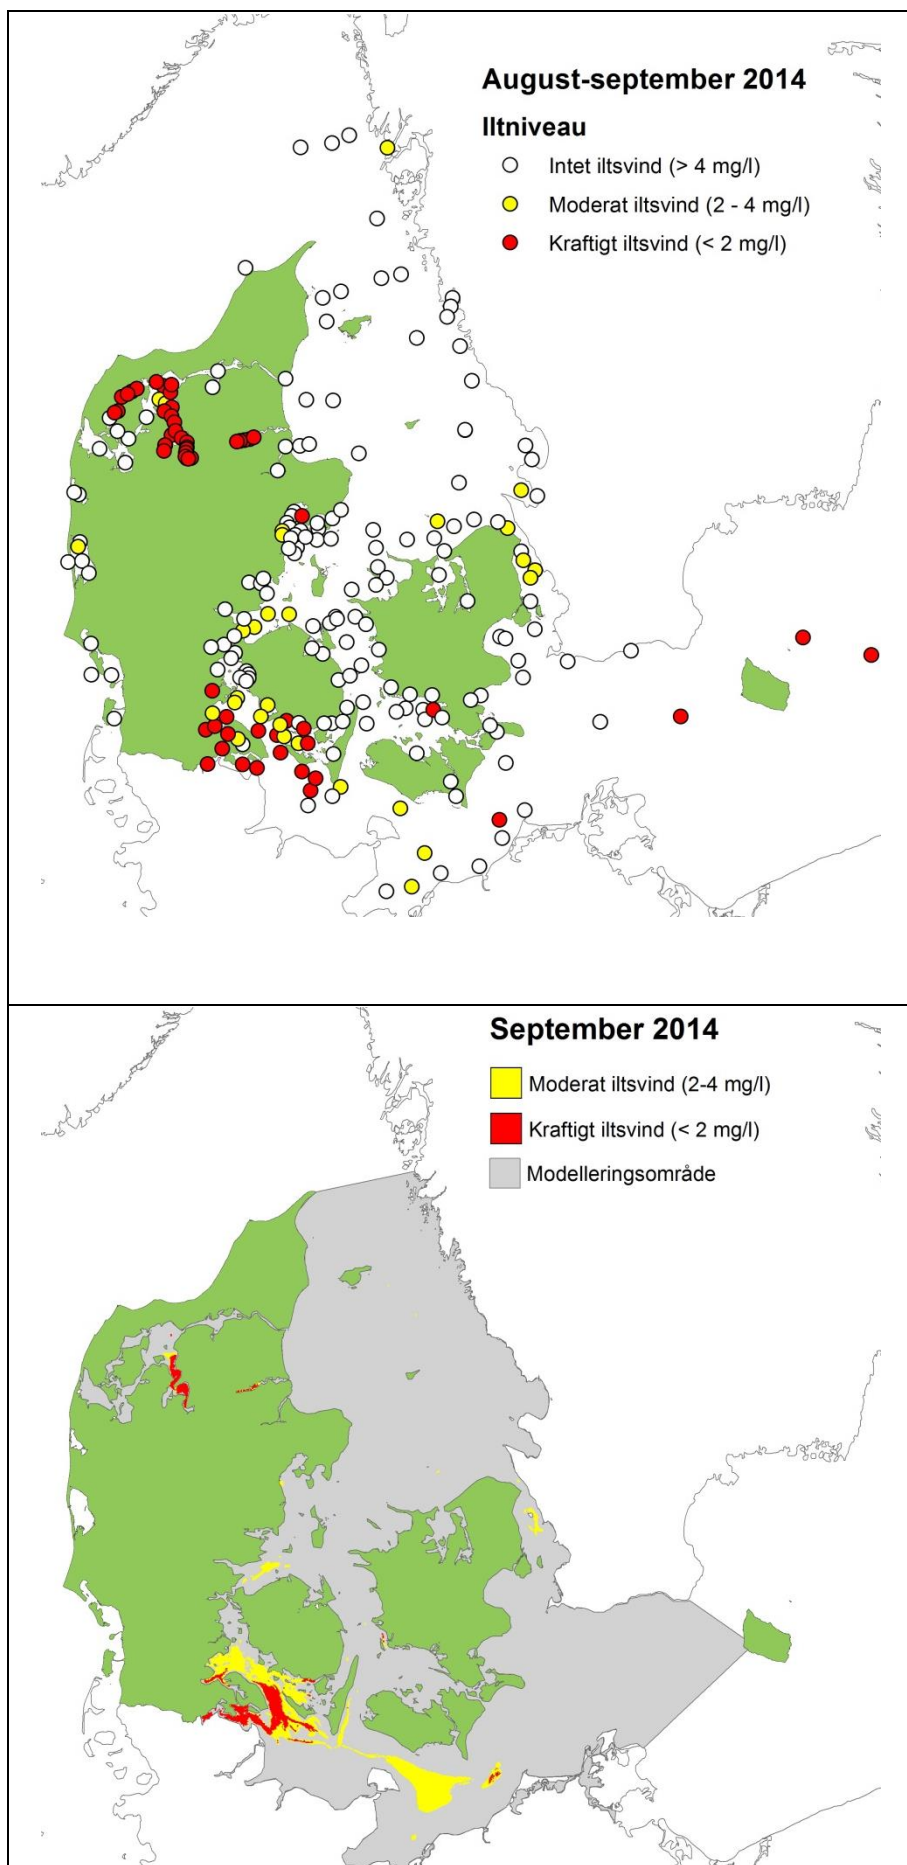 August-september 2014
Iltniveau
Intet iltsvind (> 4 mg/l)
Moderat iltsvind (2 - 4 mg/l)
Kraftigt iltsvind (< 2 mg/l)
September 2014
Moderat iltsvind (2-4 mg/l)
Kraftigt iltsvind (< 2 mg/l)
Modelleringsområde